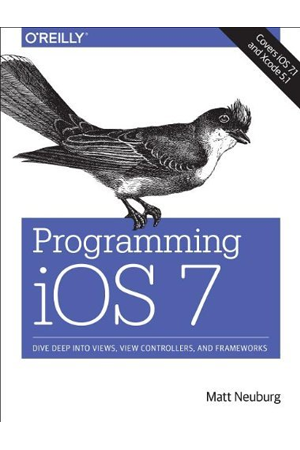 O'REILLY®
Covers iOS 7.1
and Xcode 5.1
Programming
iOS 7
DIVE DEEP INTO VIEWS, VIEW CONTROLLERS, AND FRAMEWORKS
Matt Neuburg